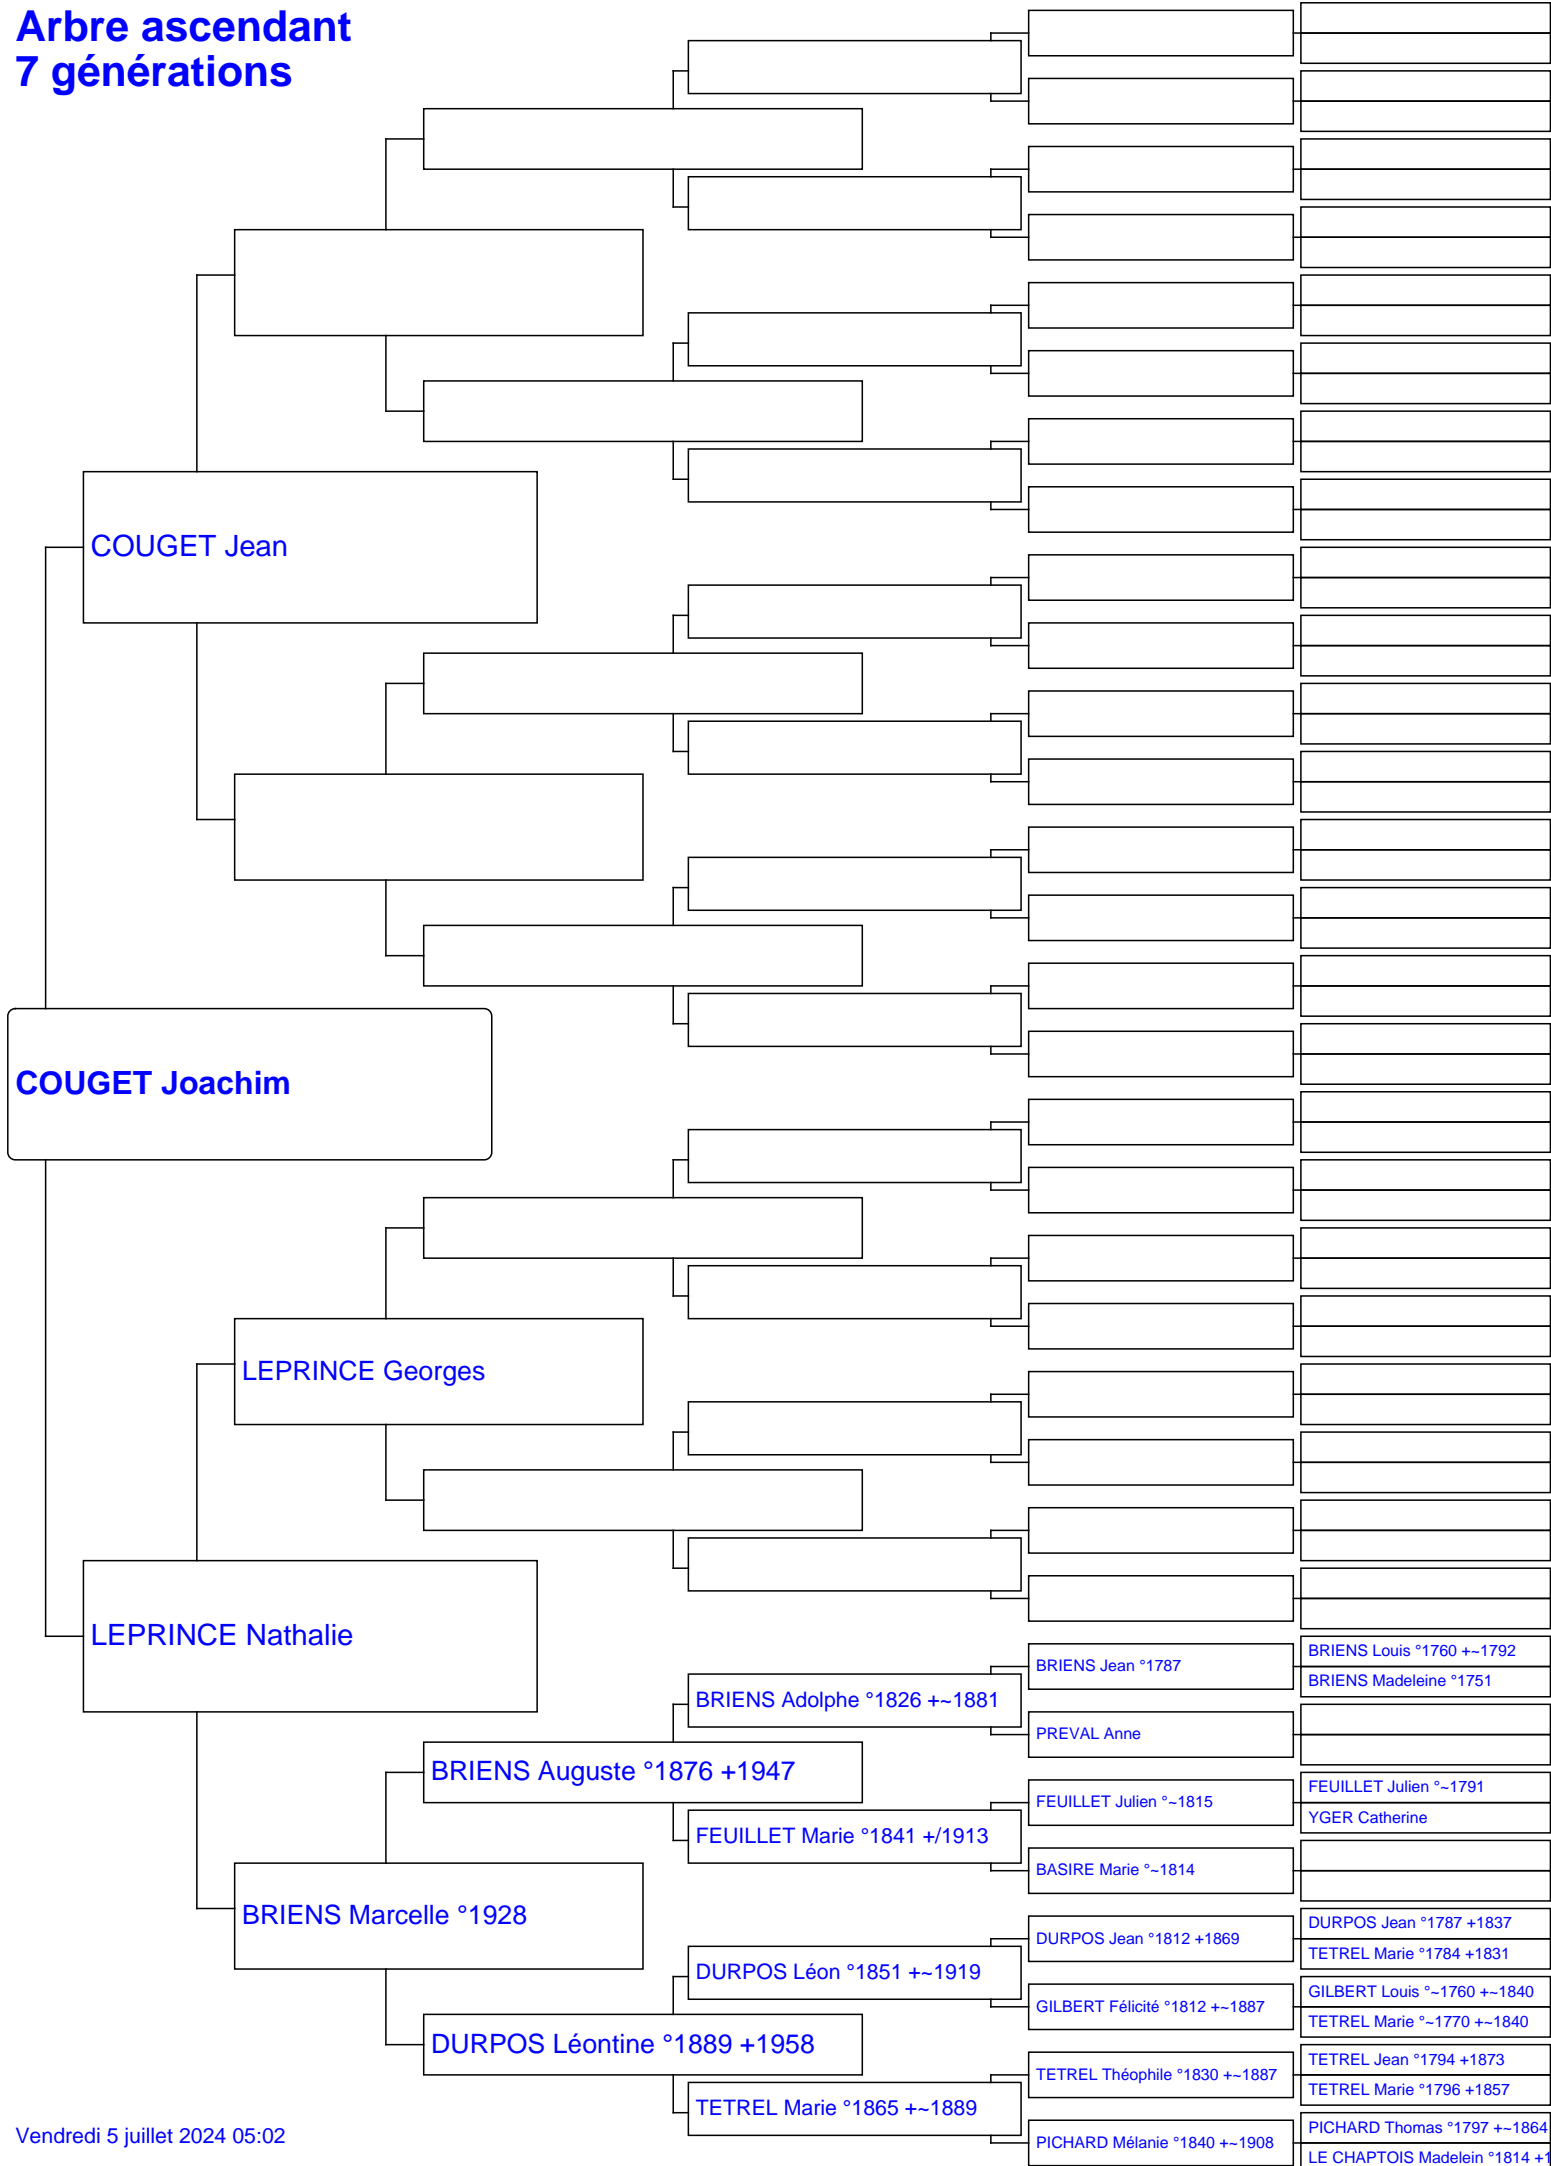 Arbre ascendant
7 générations
COUGET Jean
COUGET Joachim
LEPRINCE Georges
LEPRINCE Nathalie
BRIENS Jean °1787
BRIENS Louis °1760 +~1792
BRIENS Madeleine °1751
BRIENS Adolphe °1826 +~1881
PREVAL Anne
BRIENS Auguste °1876 +1947
FEUILLET Julien °~1815
FEUILLET Julien °~1791
YGER Catherine
FEUILLET Marie °1841 +/1913
BASIRE Marie °~1814
BRIENS Marcelle °1928
DURPOS Jean °1812 +1869
DURPOS Jean °1787 +1837
TETREL Marie °1784 +1831
DURPOS Léon °1851 +~1919
GILBERT Félicité °1812 +~1887
GILBERT Louis °~1760 +~1840
TETREL Marie °~1770 +~1840
DURPOS Léontine °1889 +1958
TETREL Théophile °1830 +~1887
TETREL Jean °1794 +1873
TETREL Marie °1796 +1857
TETREL Marie °1865 +~1889
PICHARD Mélanie °1840 +~1908
PICHARD Thomas °1797 +~1864
LE CHAPTOIS Madelein °1814 +1
Vendredi 5 juillet 2024 05:02